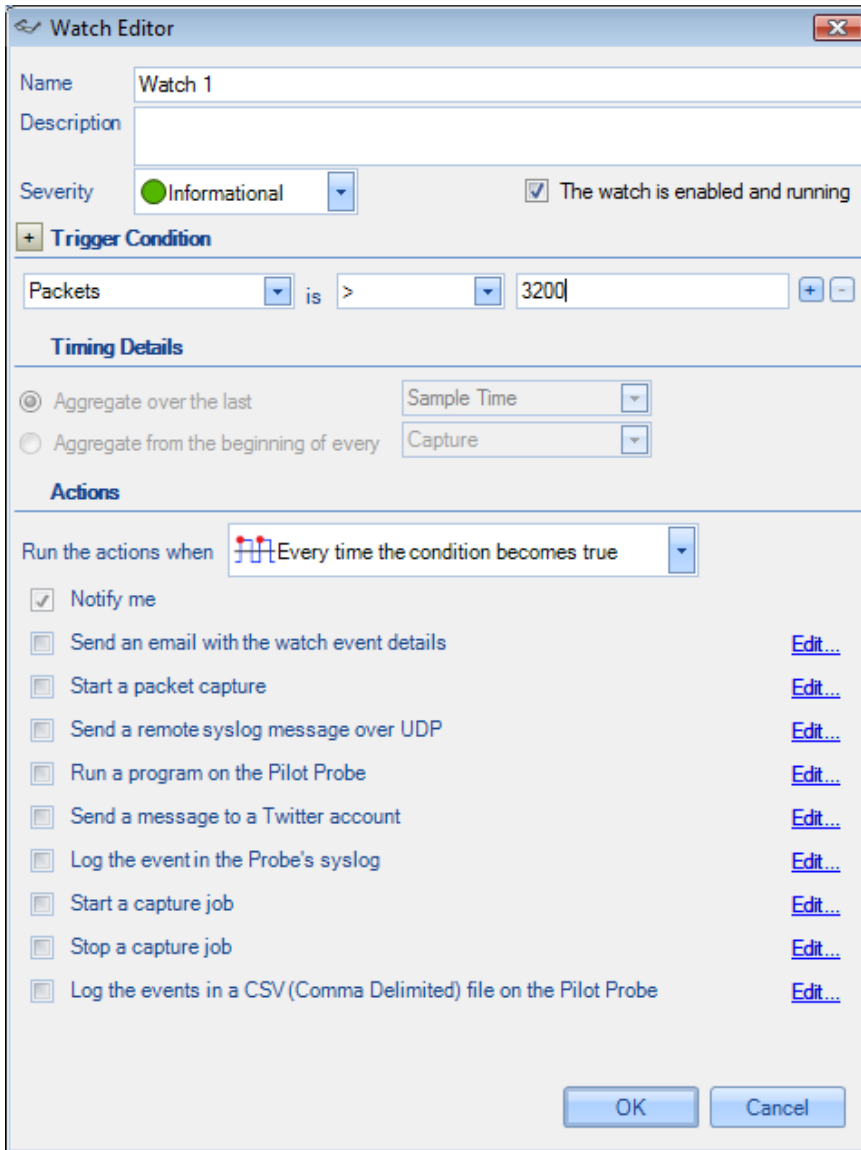 Watch Editor
Name Watch 1
Description
Severity Informational The watch is enabled and running
+ Trigger Condition
Packets is > 3200 + -
Timing Details
Aggregate over the last Sample Time
Aggregate from the beginning of every Capture
Actions
Run the actions when Every time the condition becomes true
Notify me
Send an email with the watch event details Edit...
Start a packet capture Edit...
Send a remote syslog message over UDP Edit...
Run a program on the Pilot Probe Edit...
Send a message to a Twitter account Edit...
Log the event in the Probe's syslog Edit...
Start a capture job Edit...
Stop a capture job Edit...
Log the events in a CSV (Comma Delimited) file on the Pilot Probe Edit...
OK Cancel